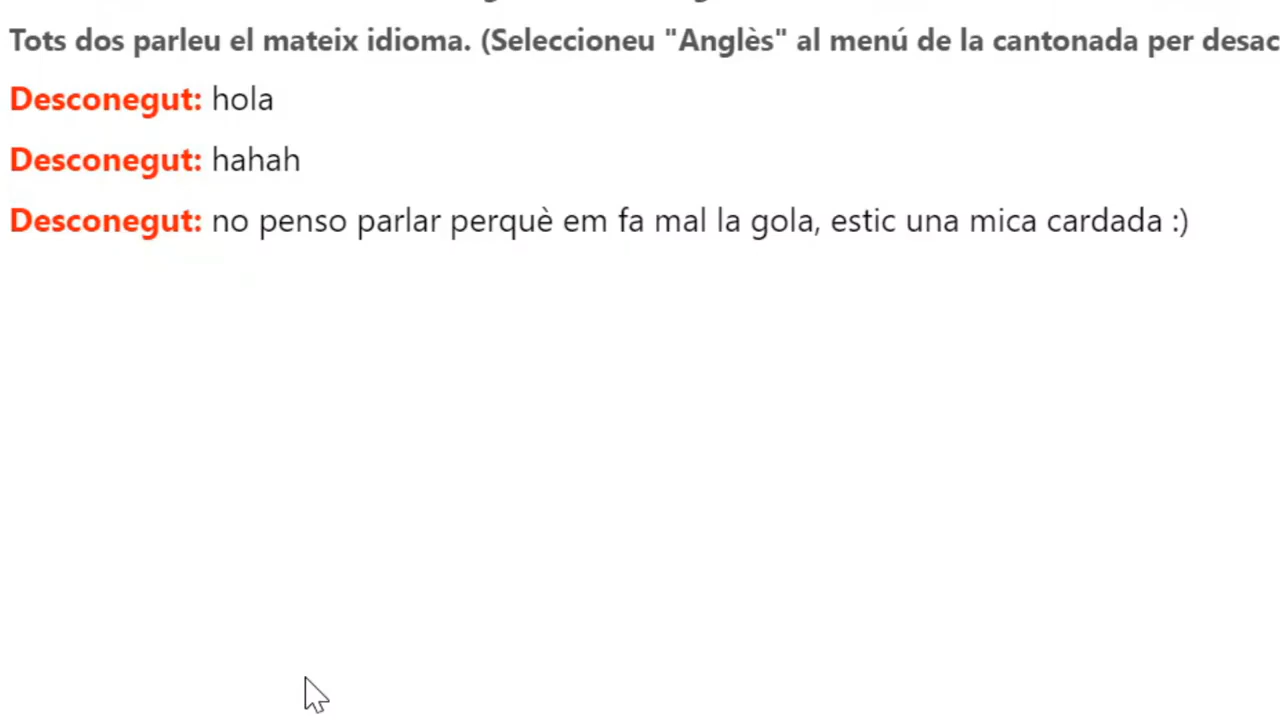 Tots dos parleu el mateix idioma. (Seleccioneu "Anglès" al menú de la cantonada per desac
Desconegut: hola
Desconegut: hahah
Desconegut: no penso parlar perquè em fa mal la gola, estic una mica cardada :)